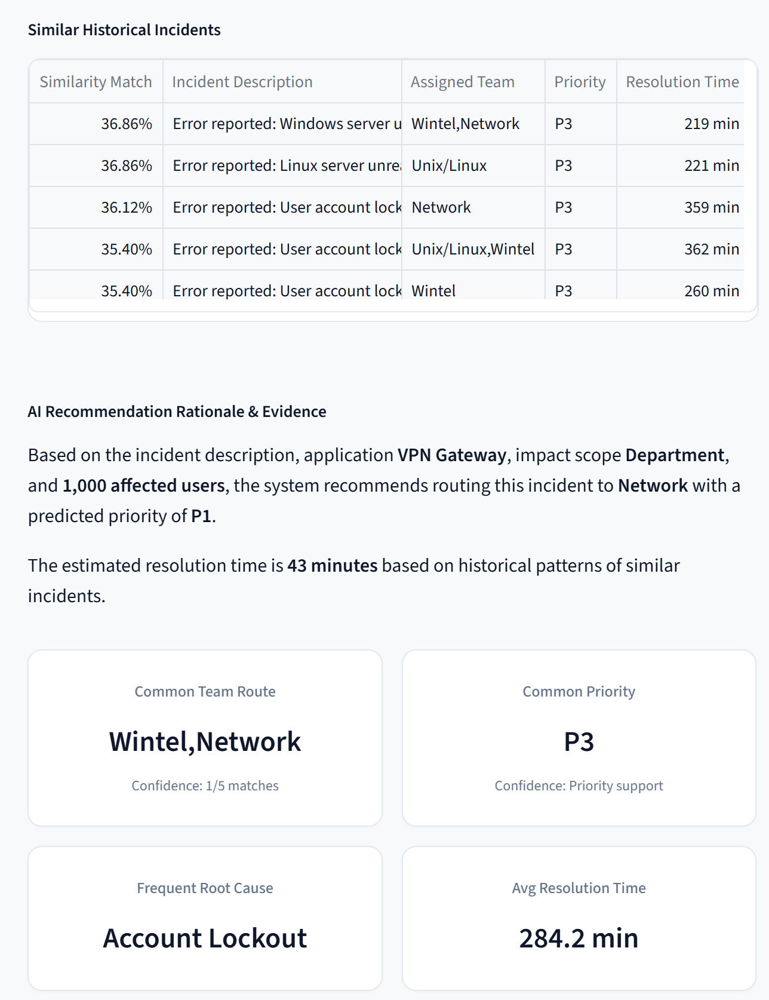 Similar Historical Incidents
Similarity Match Incident Description Assigned Team Priority Resolution Time
36.86% Error reported: Windows server u Wintel,Network P3 219 min
36.86% Error reported: Linux server unre Unix/Linux P3 221 min
36.12% Error reported: User account lock Network P3 359 min
35.40% Error reported: User account lock Unix/Linux,Wintel P3 362 min
35.40% Error reported: User account lock Wintel P3 260 min
AI Recommendation Rationale & Evidence
Based on the incident description, application VPN Gateway, impact scope Department,
and 1,000 affected users, the system recommends routing this incident to Network with a
predicted priority of P1.
The estimated resolution time is 43 minutes based on historical patterns of similar
incidents.
Common Team Route
Wintel,Network
Confidence: 1/5 matches
Common Priority
P3
Confidence: Priority support
Frequent Root Cause
Account Lockout
Avg Resolution Time
284.2 min